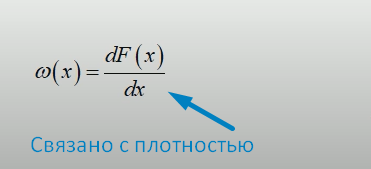 ω(x) = dF(x)/dx
Связано с плотностью